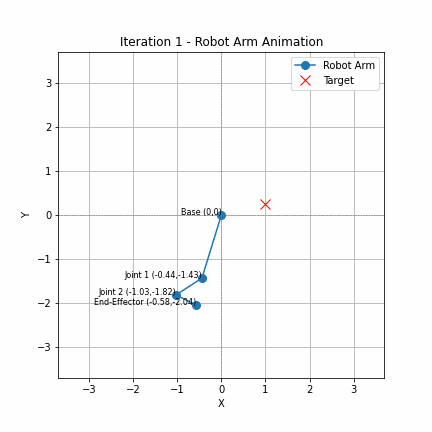 Iteration 1 - Robot Arm Animation
Robot Arm
Target
Base (0,0)
Joint 1 (-0.44,-1.43)
Joint 2 (-1.03,-1.82)
End-Effector (-0.58,-2.04)
3
2
1
0
−1
−2
−3
Y
−3
−2
−1
0
1
2
3
X